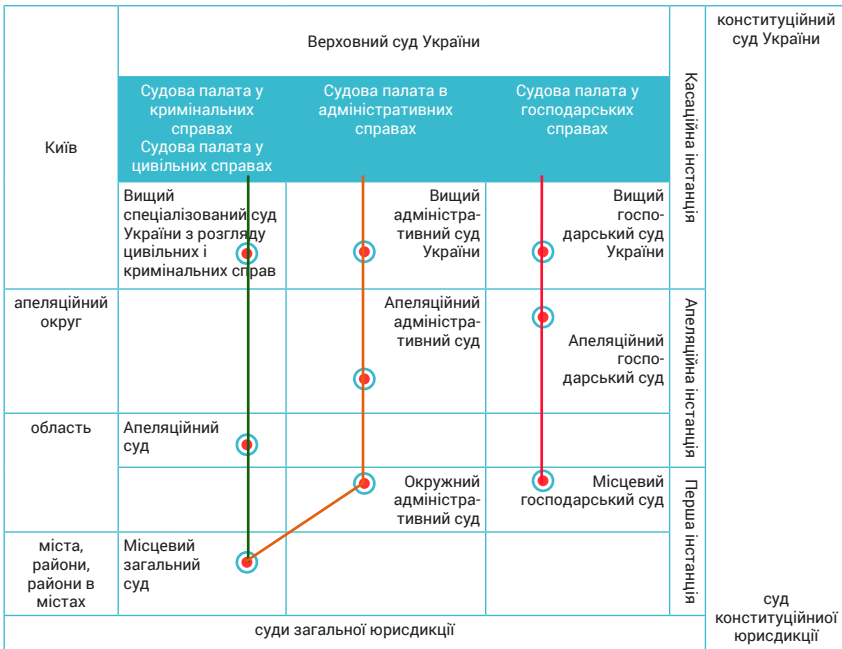 Верховний суд України
конституційний
суд України
Київ
Судова палата у
кримінальних
справах
Судова палата у
цивільних справах
Судова палата в
адміністративних
справах
Судова палата у
господарських
справах
Касаційна інстанція
Вищий
спеціалізований суд
України з розгляду
цивільних і
кримінальних справ
Вищий
адміністра-
тивний суд
України
Вищий
госпо-
дарський суд
України
апеляційний
округ
Апеляційний
адміністра-
тивний суд
Апеляційний
госпо-
дарський суд
Апеляційна інстанція
область
Апеляційний
суд
Окружний
адміністра-
тивний суд
Місцевий
господарський суд
Перша інстанція
міста,
райони,
райони в
містах
Місцевий
загальний
суд
суди загальної юрисдикції
суд
конституційниої
юрисдикції